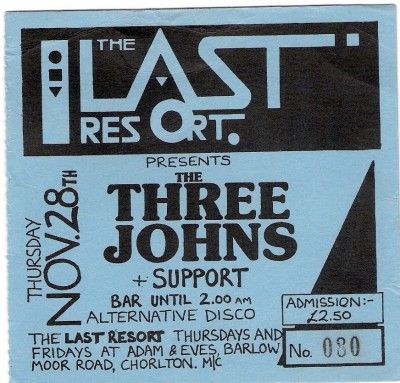 THE
LAST
RESORT.
PRESENTS
THE
THREE
JOHNS
+ SUPPORT
BAR UNTIL 2.00 AM
ALTERNATIVE DISCO
THURSDAY
NOV. 28TH
ADMISSION:-
£2.50
THE LAST RESORT THURSDAYS AND
FRIDAYS AT ADAM & EVES, BARLOW
MOOR ROAD, CHORLTON. M/C
No. 080